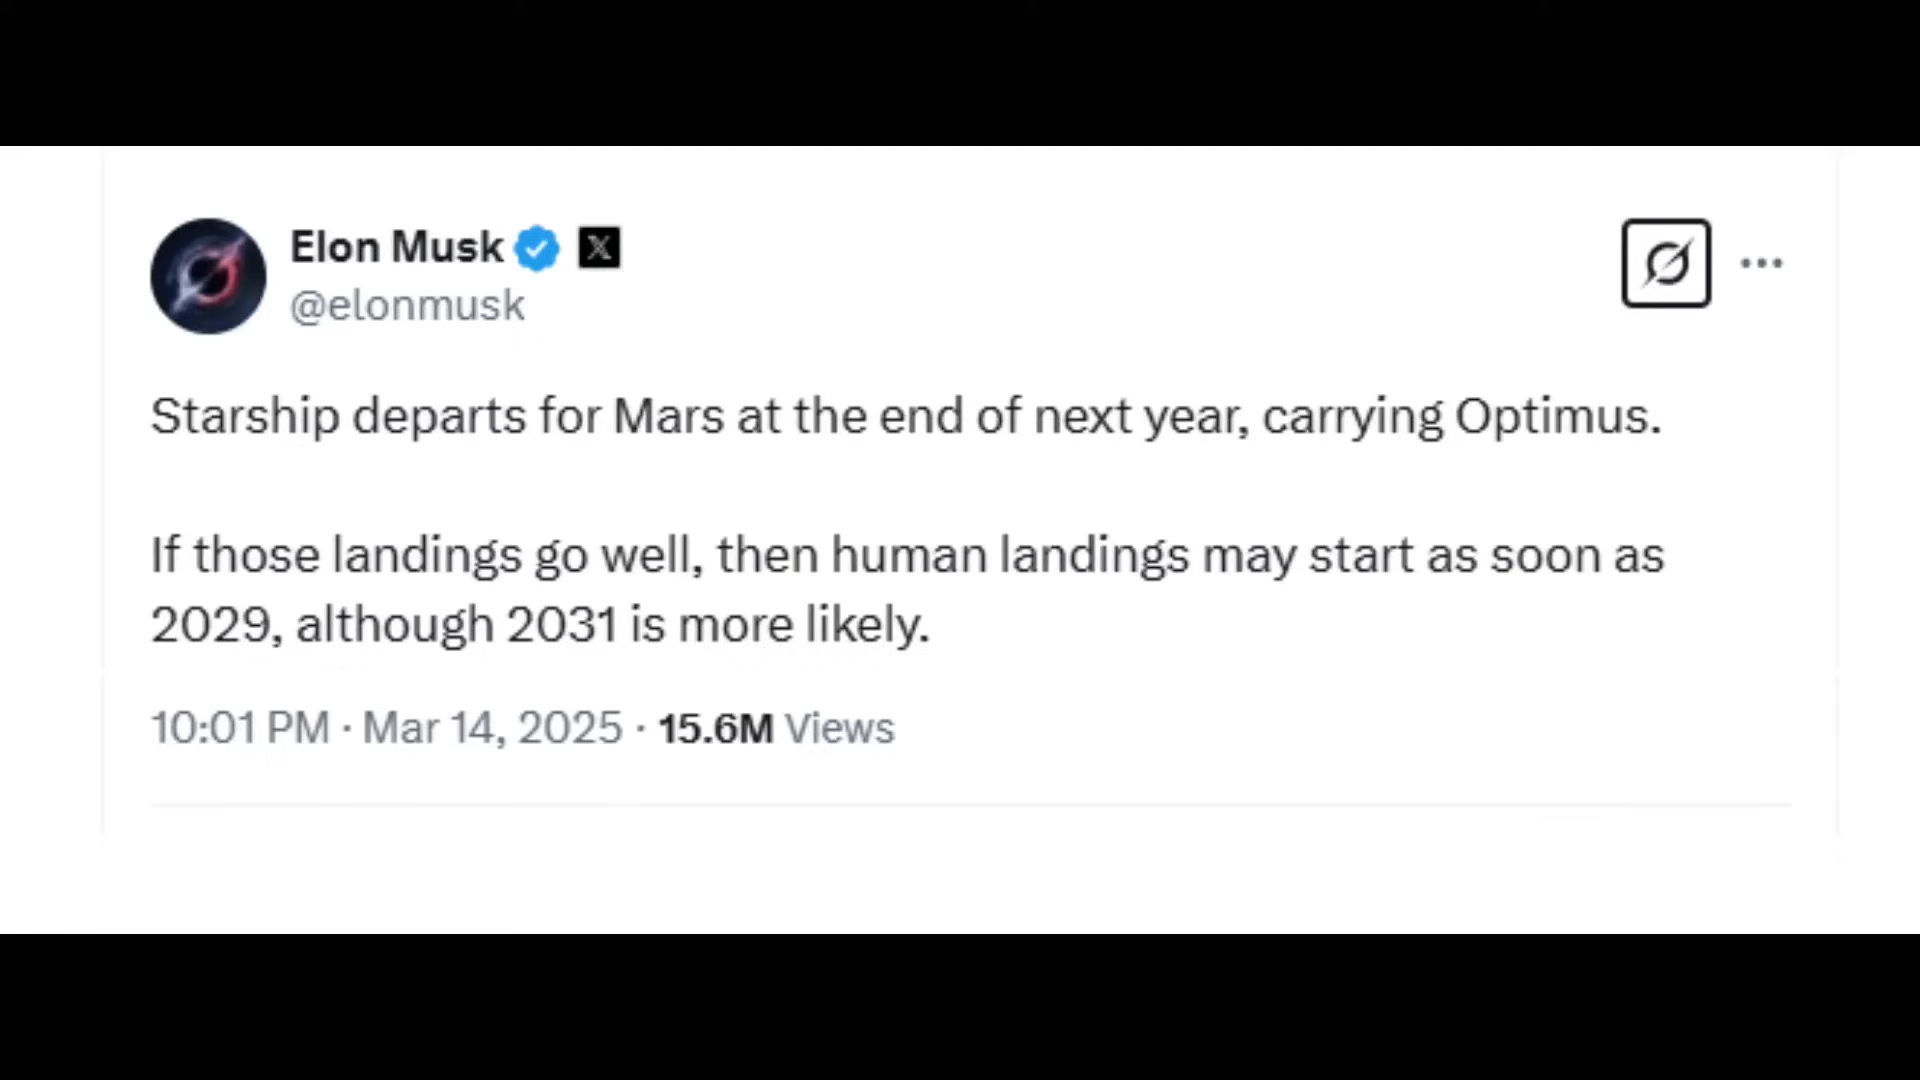 Elon Musk X
@elonmusk
Starship departs for Mars at the end of next year, carrying Optimus.
If those landings go well, then human landings may start as soon as
2029, although 2031 is more likely.
10:01 PM · Mar 14, 2025 · 15.6M Views